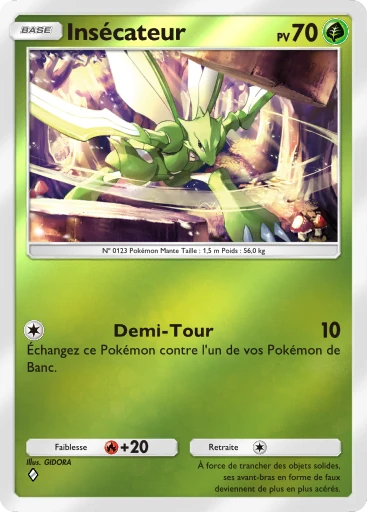 BASE
Insécateur
PV 70
N° 0123 Pokémon Mante Taille : 1,5 m Poids : 56,0 kg
Demi-Tour 10
Échangez ce Pokémon contre l'un de vos Pokémon de
Banc.
Faiblesse +20 Retraite
Illus. GIDORA
À force de trancher des objets solides,
ses avant-bras en forme de faux
deviennent de plus en plus acérés.